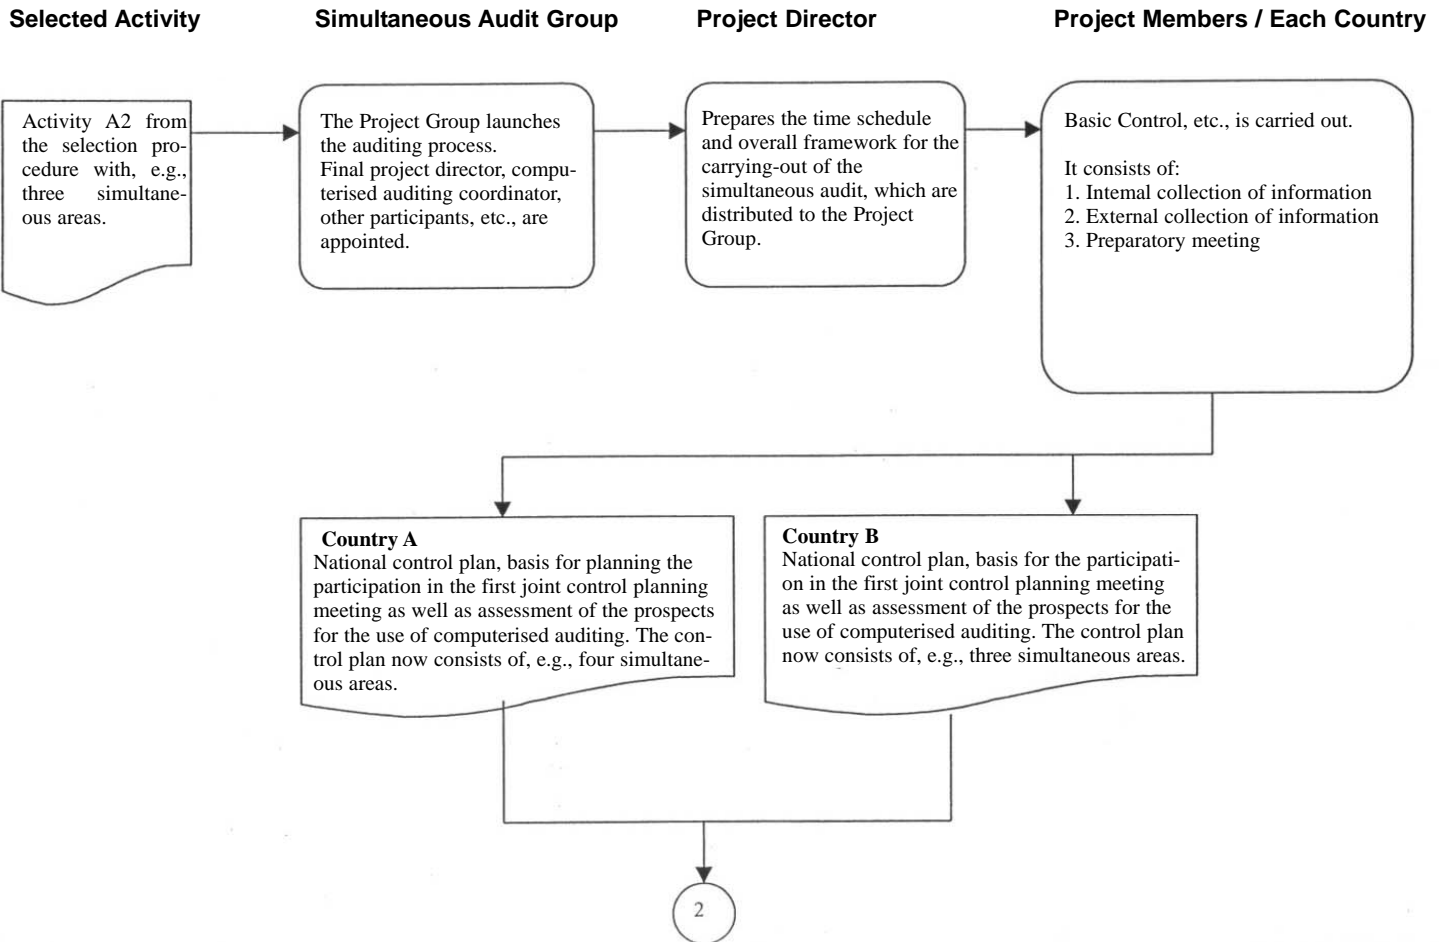 Selected Activity
Simultaneous Audit Group
Project Director
Project Members / Each Country
Activity A2 from
the selection pro-
cedure with, e.g.,
three simultane-
ous areas.
The Project Group launches
the auditing process.
Final project director, compu-
terised auditing coordinator,
other participants, etc., are
appointed.
Prepares the time schedule
and overall framework for the
carrying-out of the
simultaneous audit, which are
distributed to the Project
Group.
Basic Control, etc., is carried out.
It consists of:
1. Intemal collection of information
2. External collection of information
3. Preparatory meeting
Country A
National control plan, basis for planning the
participation in the first joint control planning
meeting as well as assessment of the prospects
for the use of computerised auditing. The con-
trol plan now consists of, e.g., four simultane-
ous areas.
Country B
National control plan, basis for the participati-
on in the first joint control planning meeting
as well as assessment of the prospects for the
use of computerised auditing. The control plan
now consists of, e.g., three simultaneous areas.
2